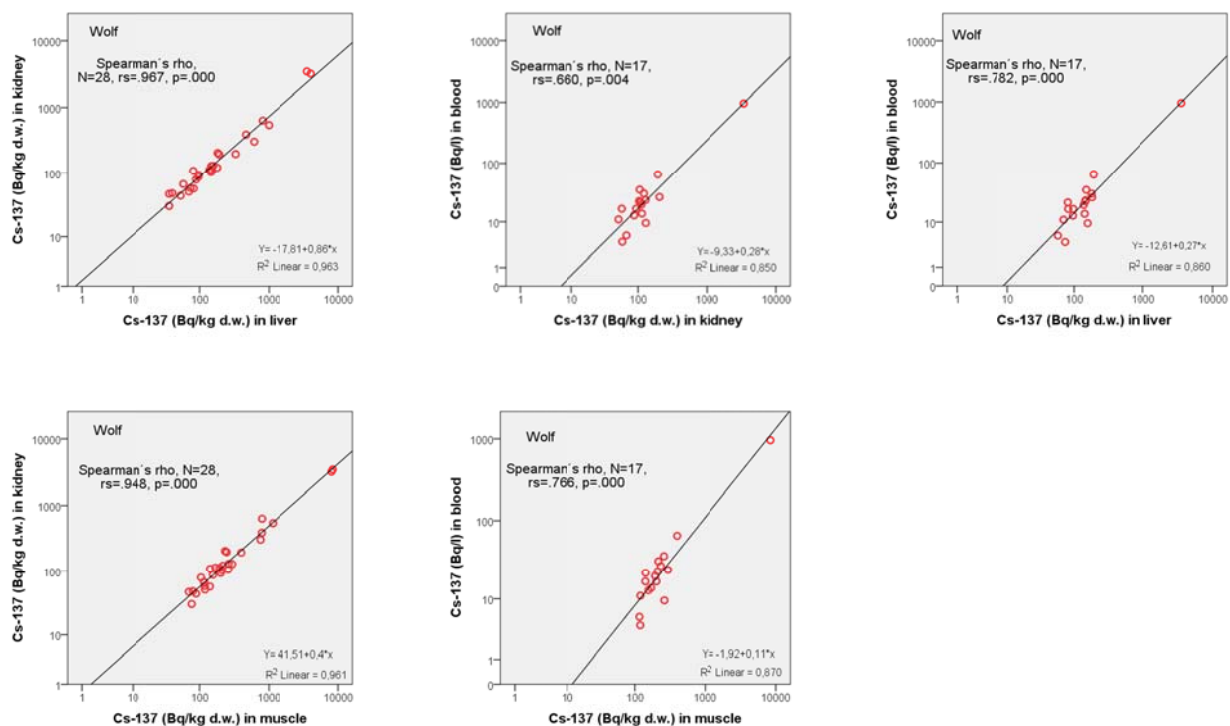 Wolf
Spearman´s rho,
N=28, rs=.967, p=.000
Cs-137 (Bq/kg d.w.) in kidney
10000
1000
100
10
1
Y= -17,81+0,86*x
R2 Linear = 0,963
1 10 100 1000 10000
Cs-137 (Bq/kg d.w.) in liver
Wolf
Spearman´s rho, N=17,
rs=.660, p=.004
Cs-137 (Bq/l) in blood
10000
1000
100
10
1
0
Y= -9,33+0,28*x
R2 Linear = 0,850
1 10 100 1000 10000
Cs-137 (Bq/kg d.w.) in kidney
Wolf
Spearman´s rho, N=17,
rs=.782, p=.000
Cs-137 (Bq/l) in blood
10000
1000
100
10
1
0
Y= -12,61+0,27*x
R2 Linear = 0,860
1 10 100 1000 10000
Cs-137 (Bq/kg d.w.) in liver
Wolf
Spearman´s rho, N=28,
rs=.948, p=.000
Cs-137 (Bq/kg d.w.) in kidney
10000
1000
100
10
1
Y= 41,51+0,4*x
R2 Linear = 0,961
1 10 100 1000 10000
Cs-137 (Bq/kg d.w.) in muscle
Wolf
Spearman´s rho, N=17,
rs=.766, p=.000
Cs-137 (Bq/l) in blood
1000
100
10
1
0
Y= -1,92+0,11*x
R2 Linear = 0,870
1 10 100 1000 10000
Cs-137 (Bq/kg d.w.) in muscle